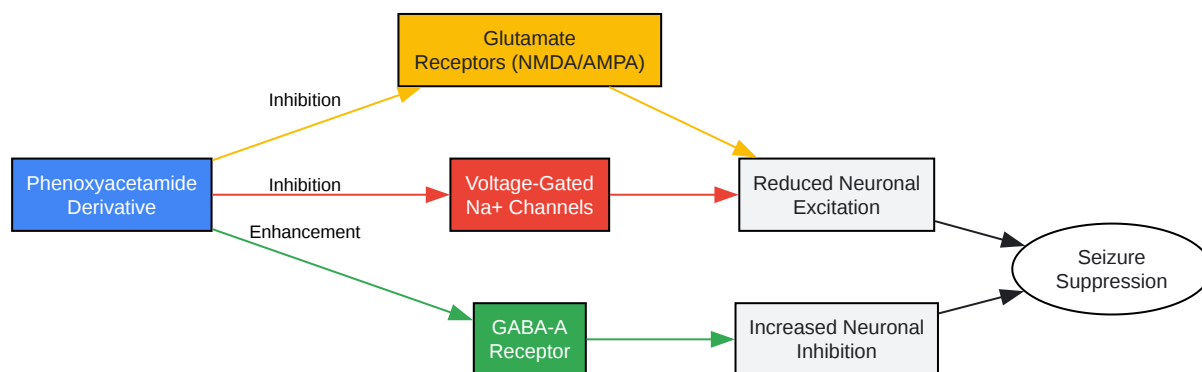 Glutamate
Receptors (NMDA/AMPA)
Inhibition
Phenoxyacetamide
Derivative
Inhibition
Voltage-Gated
Na+ Channels
Reduced Neuronal
Excitation
Enhancement
Seizure
Suppression
GABA-A
Receptor
Increased Neuronal
Inhibition